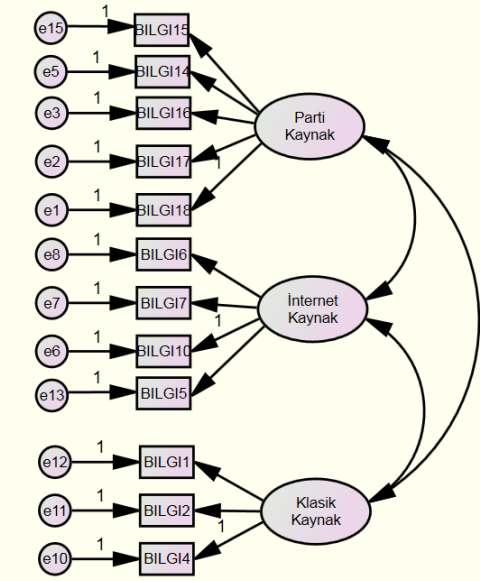 e15 1 BILGI15
e5 1 BILGI14
e3 1 BILGI16
Parti
Kaynak
e2 1 BILGI17 1
e1 1 BILGI18
e8 1 BILGI6
e7 1 BILGI7
İnternet
Kaynak
e6 1 BILGI10 1
e13 1 BILGI5
e12 1 BILGI1
e11 1 BILGI2
Klasik
Kaynak
e10 1 BILGI4 1